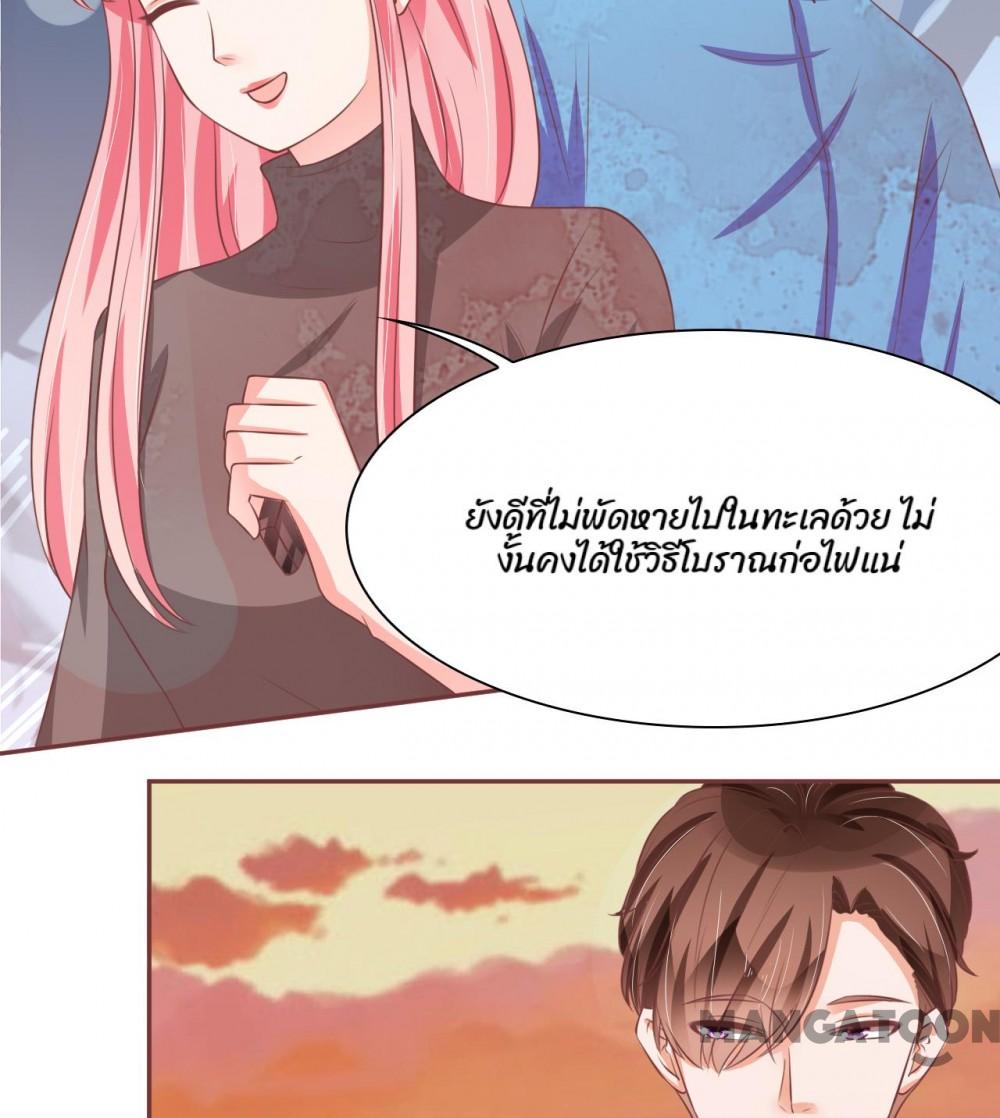 ยังดีที่ไม่พัดหายไปในทะเลด้วย ไม่
งั้นคงได้ใช้วิธีโบราณก่อไฟแน่
MANGATOON